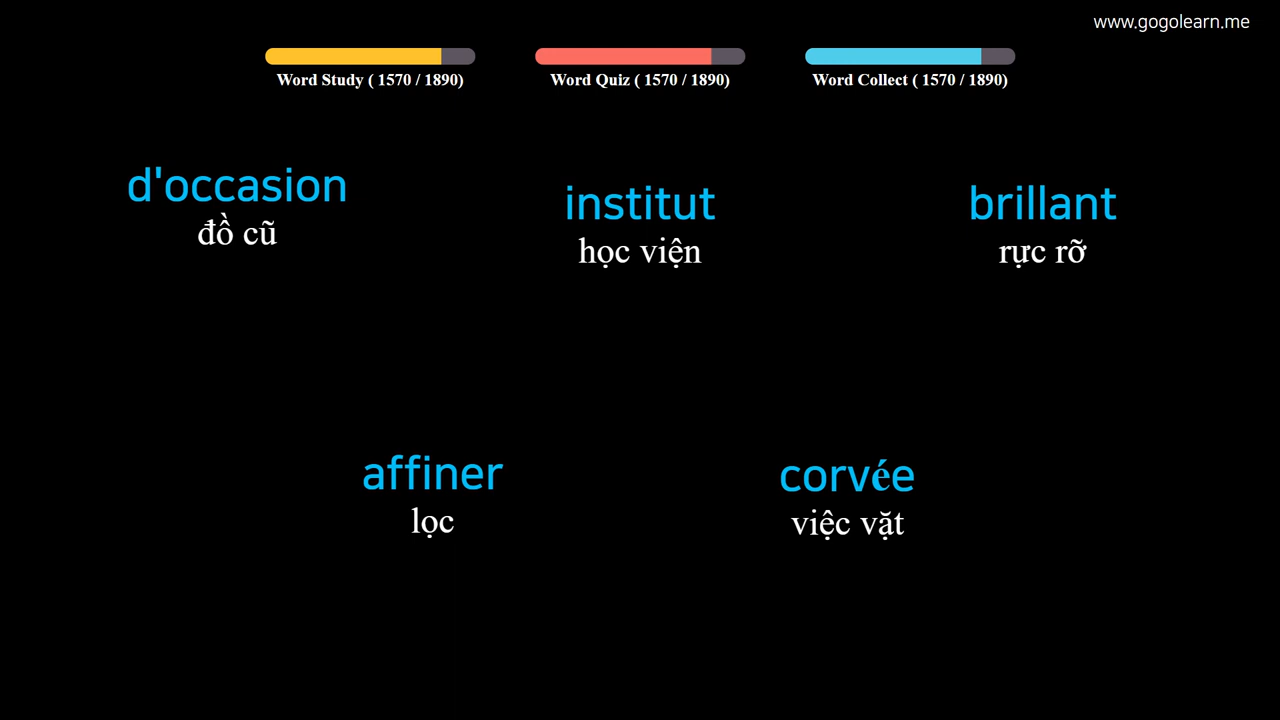 www.gogolearn.me
Word Study ( 1570 / 1890)
Word Quiz ( 1570 / 1890)
Word Collect ( 1570 / 1890)
d'occasion
đồ cũ
institut
học viện
brillant
rực rỡ
affiner
lọc
corvée
việc vặt